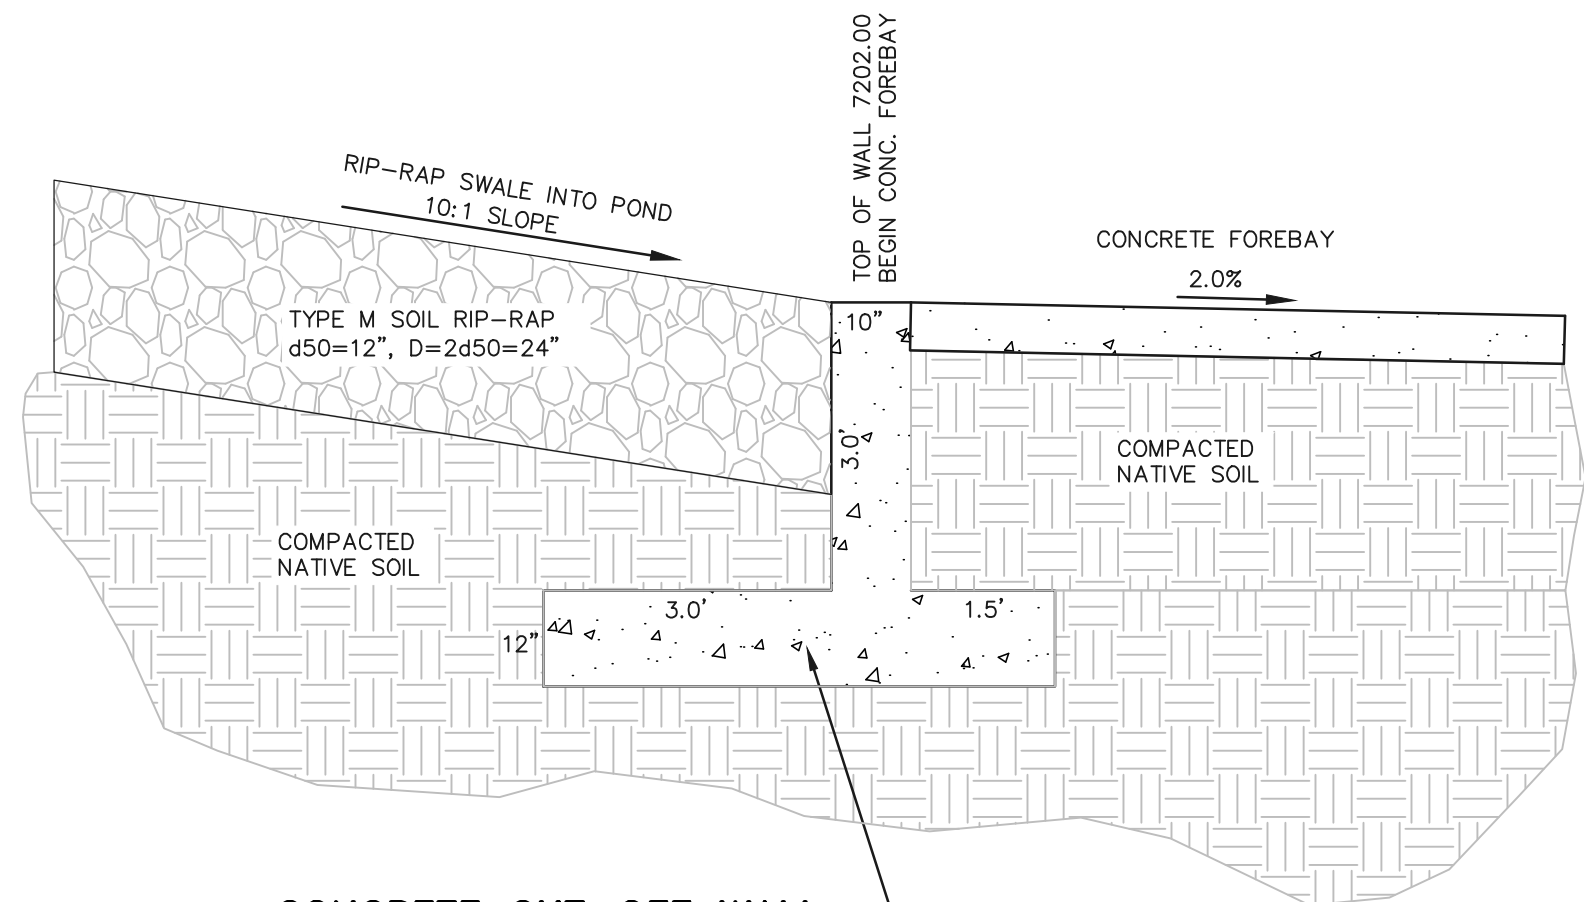 TOP OF WALL 7202.00
BEGIN CONC. FOREBAY
RIP-RAP SWALE INTO POND
10:1 SLOPE
CONCRETE FOREBAY
2.0%
10"
TYPE M SOIL RIP-RAP
d50=12", D=2d50=24"
3.0'
COMPACTED
NATIVE SOIL
COMPACTED
NATIVE SOIL
3.0'
1.5'
12"